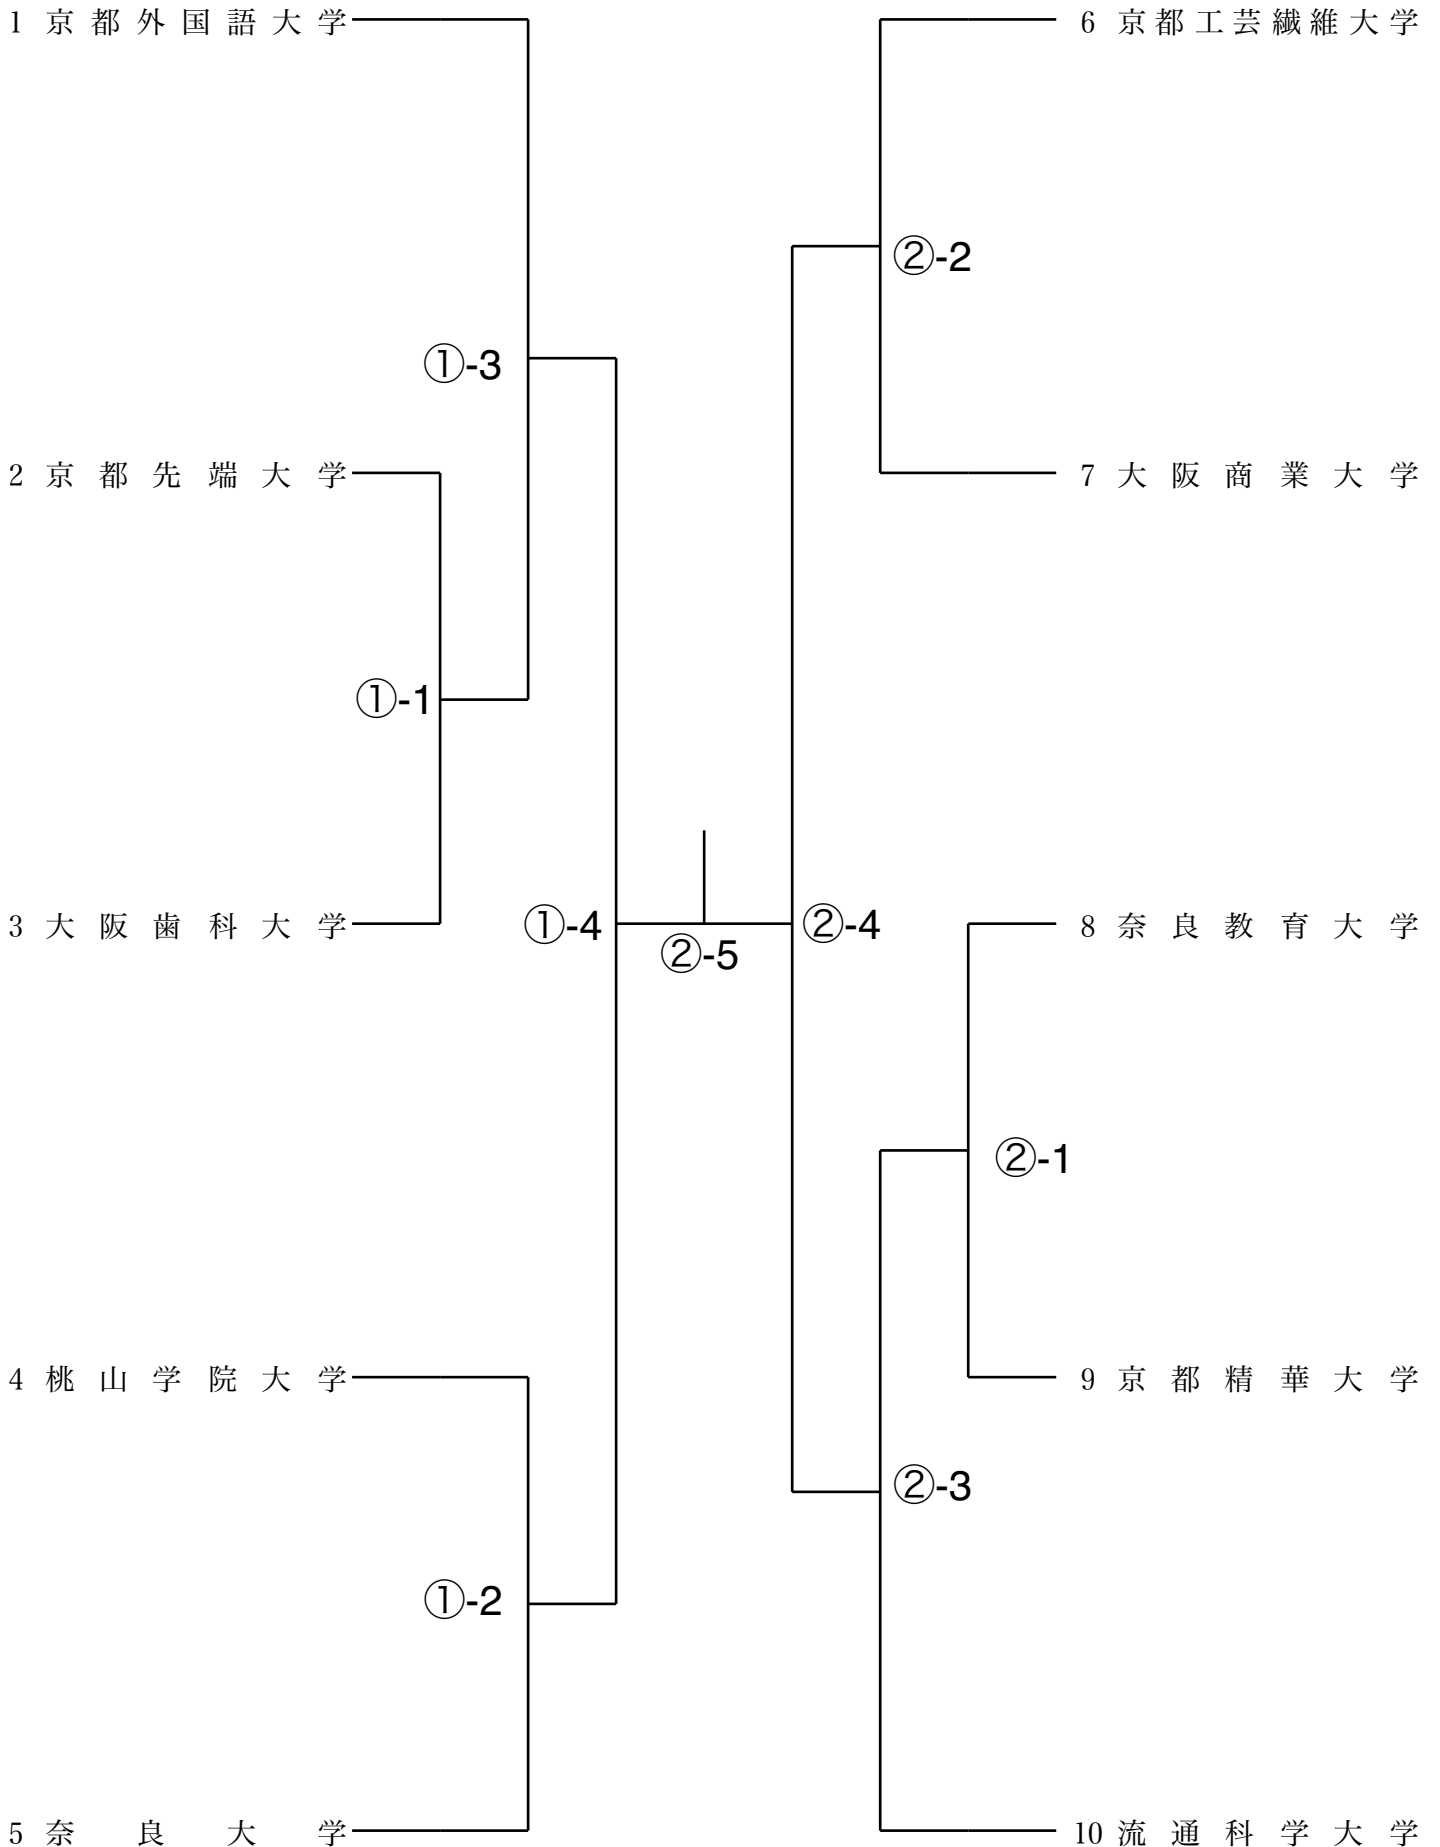 1 京都外国語大学
6 京都工芸繊維大学
②-2
①-3
2 京都先端大学
7 大阪商業大学
①-1
3 大阪歯科大学
①-4
②-5
②-4
8 奈良教育大学
②-1
4 桃山学院大学
9 京都精華大学
②-3
①-2
5 奈良大学
10 流通科学大学